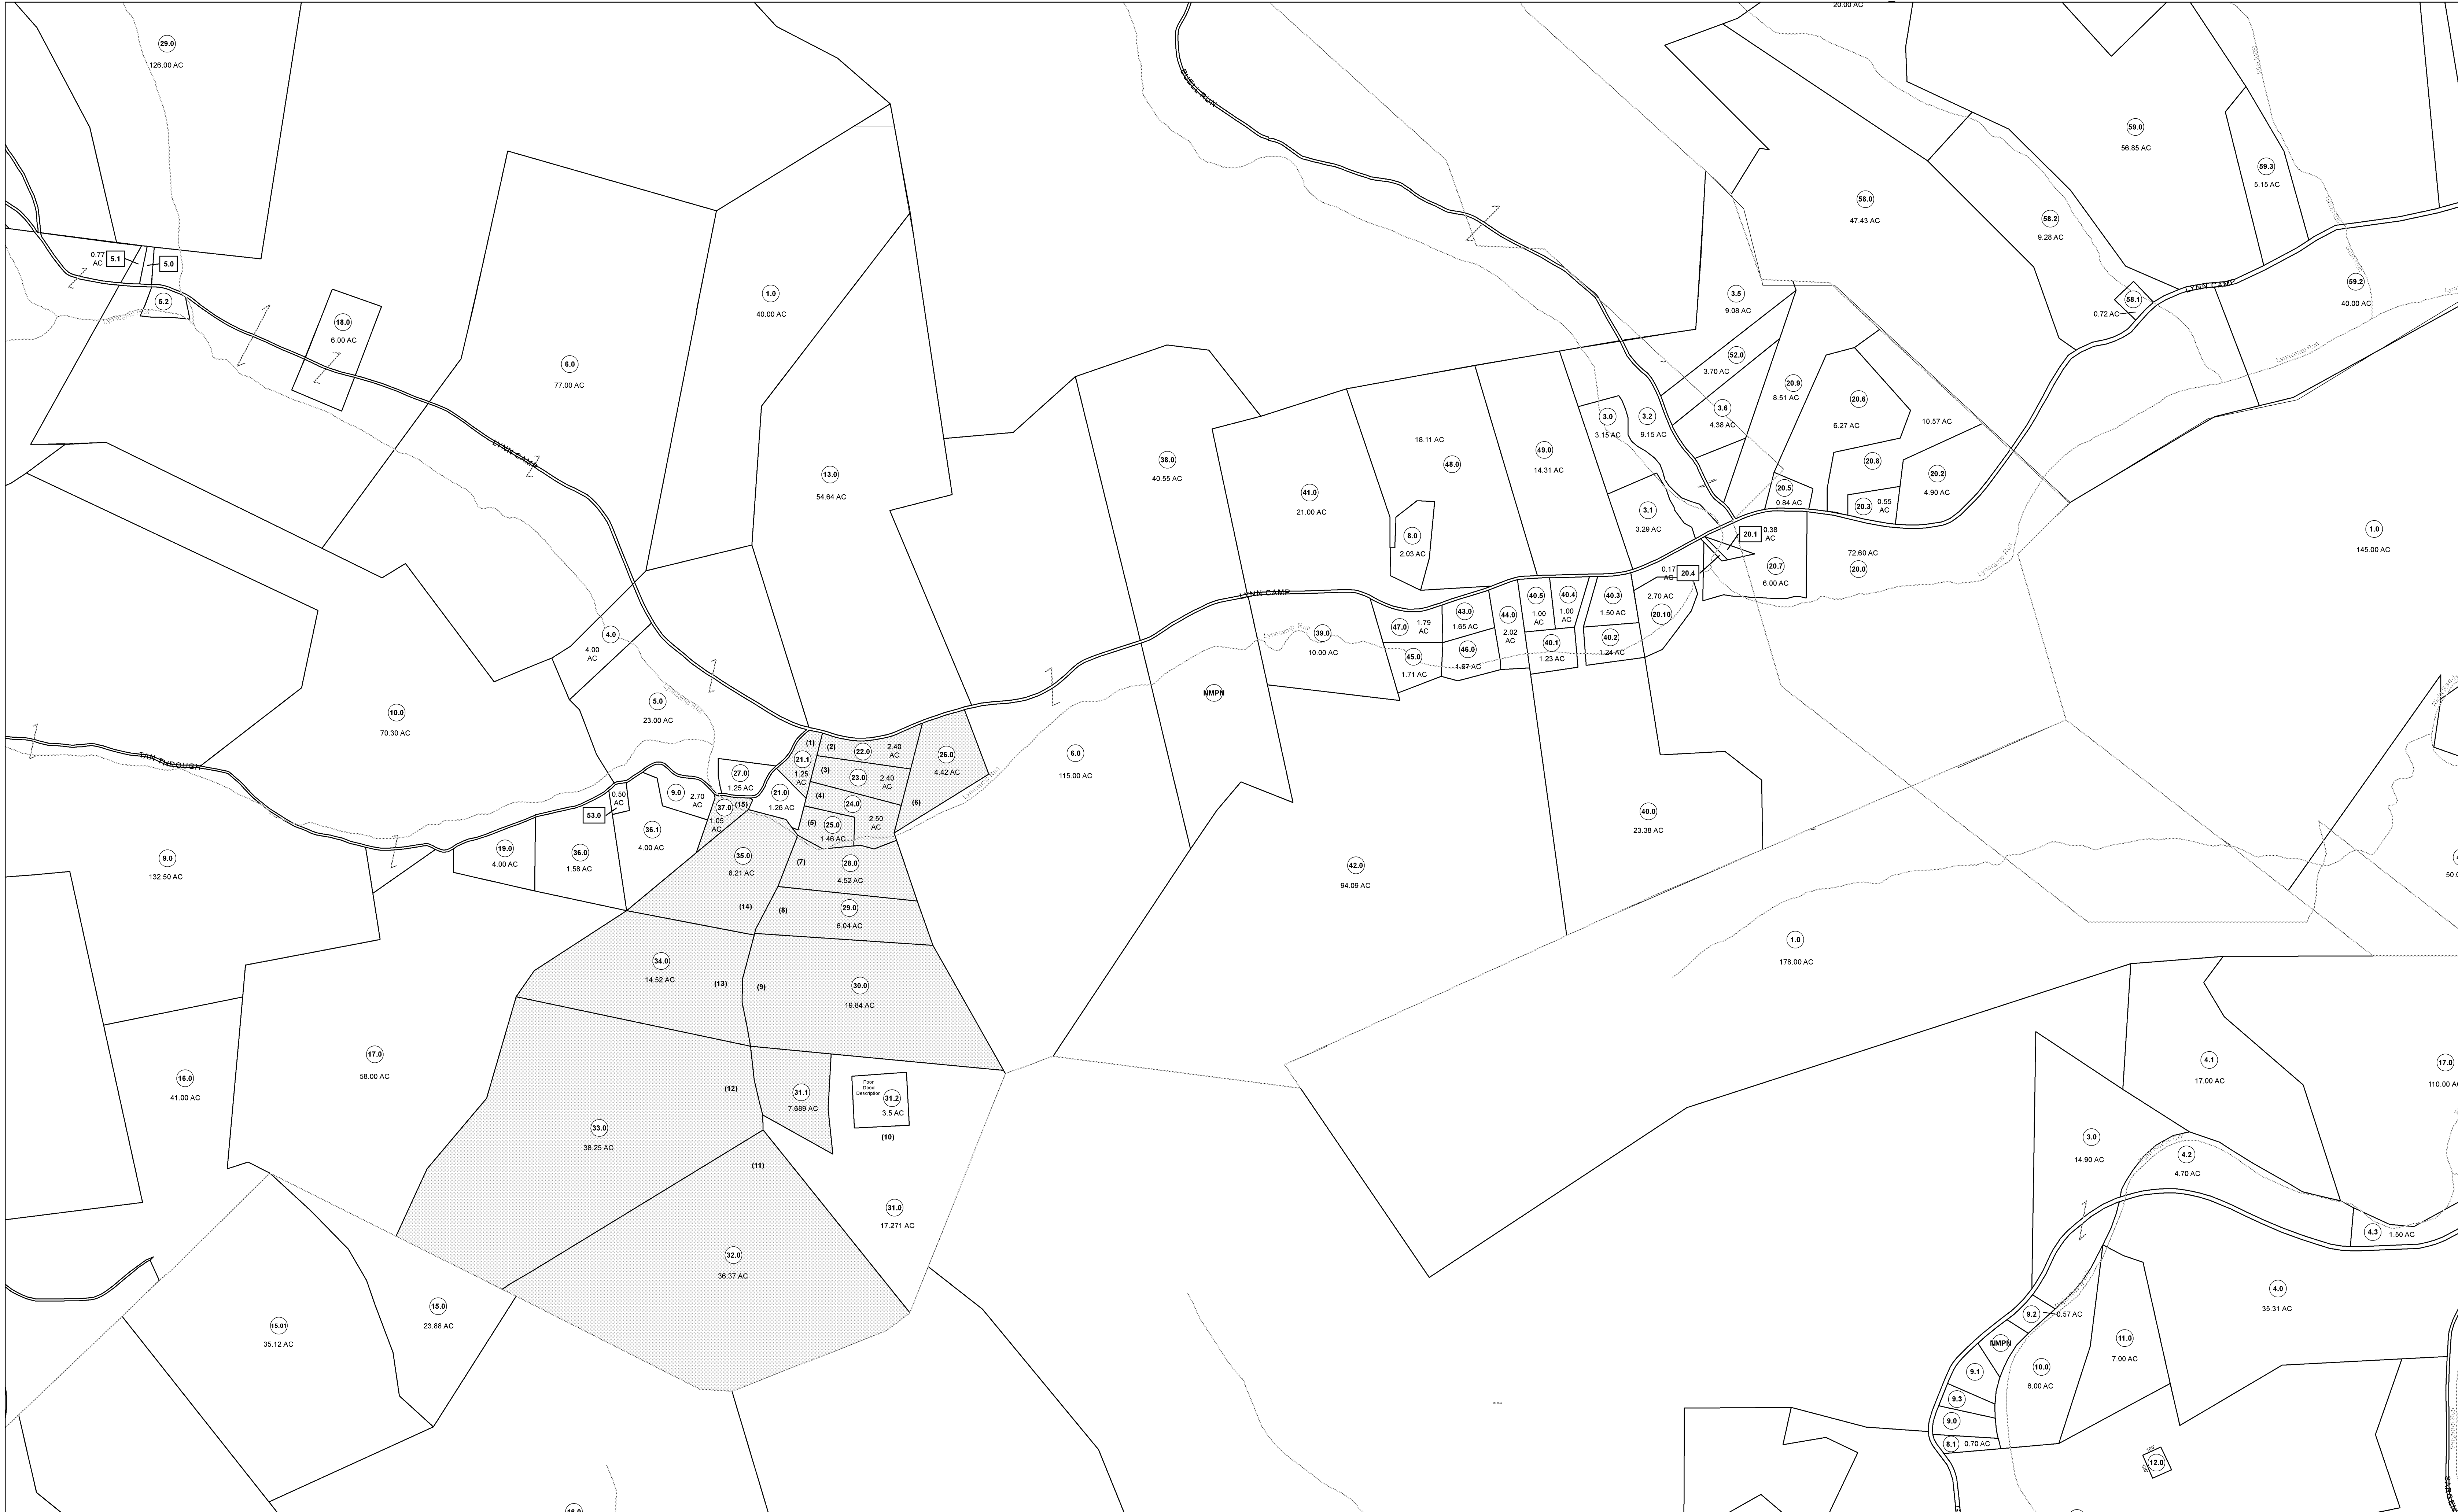 20.00 AC
29.0
126.00 AC
BUELL RUN
59.0
56.85 AC
59.3
5.15 AC
58.0
47.43 AC
58.2
9.28 AC
0.77
AC
5.1
5.0
5.2
Lynncamp Run
18.0
6.00 AC
1.0
40.00 AC
3.5
9.08 AC
58.1
0.72 AC
LYNN CAMP
59.2
40.00 AC
Lynncamp Run
6.0
77.00 AC
52.0
3.70 AC
20.9
8.51 AC
20.6
6.27 AC
10.57 AC
3.0
3.15 AC
3.2
9.15 AC
3.6
4.38 AC
LYNN CAMP
13.0
54.64 AC
38.0
40.55 AC
41.0
21.00 AC
18.11 AC
48.0
49.0
14.31 AC
20.8
20.2
4.90 AC
20.5
0.84 AC
20.3
0.55
AC
3.1
3.29 AC
8.0
2.03 AC
20.1
0.38
AC
1.0
145.00 AC
72.60 AC
20.0
20.7
6.00 AC
0.17
AC
20.4
Lynncamp Run
LYNN CAMP
47.0
1.79
AC
43.0
1.65 AC
44.0
2.02
AC
40.5
1.00
AC
40.4
1.00
AC
40.3
1.50 AC
2.70 AC
20.10
4.0
4.00
AC
Lynncamp Run
39.0
10.00 AC
45.0
1.71 AC
46.0
1.67 AC
40.1
1.23 AC
40.2
1.24 AC
NMPN
5.0
23.00 AC
Lynncamp Run
10.0
70.30 AC
TAN THROUGH
(1)
21.1
1.25
AC
(2)
22.0
2.40
AC
(3)
23.0
2.40
AC
26.0
4.42 AC
6.0
115.00 AC
Lynncamp Run
27.0
1.25 AC
21.0
1.26 AC
(4)
24.0
2.50
AC
(6)
(5)
25.0
1.46 AC
9.0
2.70
AC
37.0
(15)
1.05
AC
0.50
AC
53.0
36.1
4.00 AC
40.0
23.38 AC
9.0
132.50 AC
19.0
4.00 AC
36.0
1.58 AC
35.0
8.21 AC
(7)
28.0
4.52 AC
42.0
94.09 AC
(14)
(8)
29.0
6.04 AC
1.0
178.00 AC
34.0
14.52 AC
(13)
(9)
30.0
19.84 AC
17.0
58.00 AC
16.0
41.00 AC
(12)
31.1
7.689 AC
Poor
Deed
Description
31.2
3.5 AC
(10)
33.0
38.25 AC
(11)
31.0
17.271 AC
32.0
36.37 AC
4.1
17.00 AC
17.0
110.00 A
3.0
14.90 AC
4.2
4.70 AC
4.3
1.50 AC
4.0
35.31 AC
15.01
35.12 AC
15.0
23.88 AC
9.2
0.57 AC
NMPN
11.0
7.00 AC
9.1
10.0
6.00 AC
9.3
9.0
8.1
0.70 AC
12.0